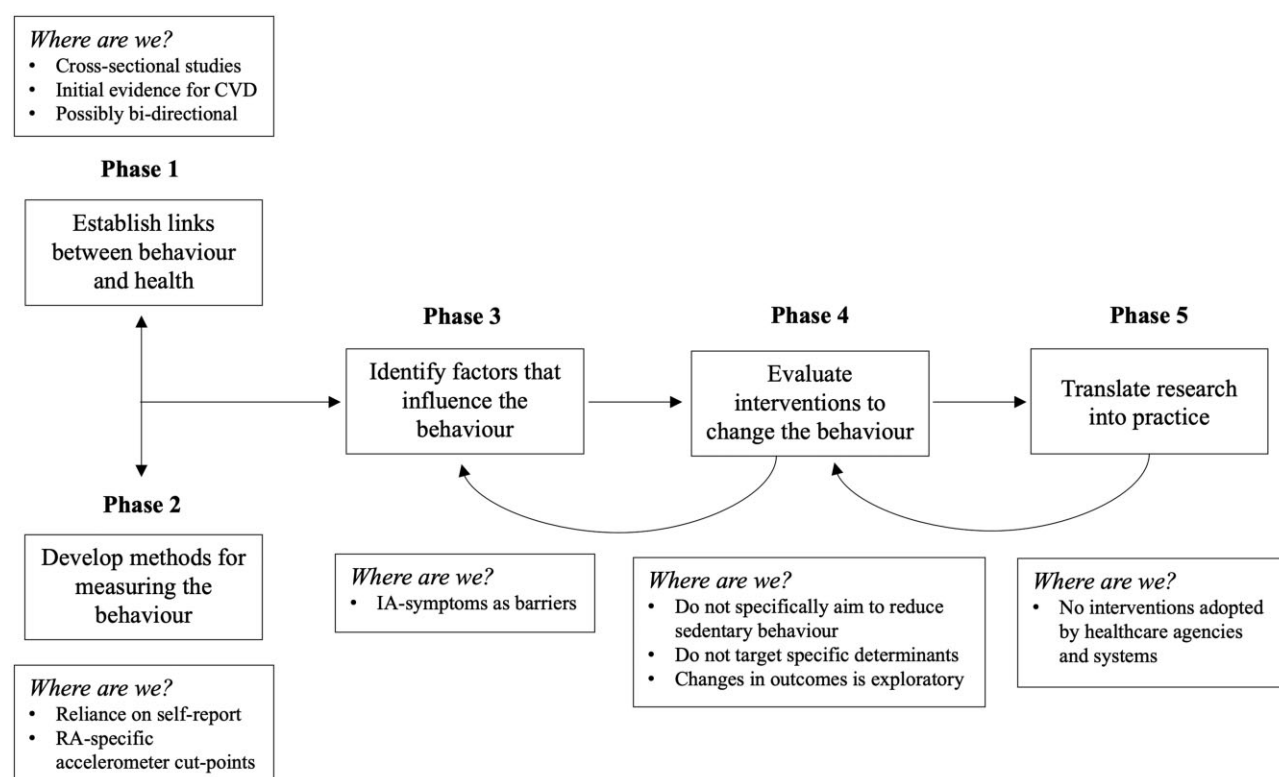 Where are we?
• Cross-sectional studies
• Initial evidence for CVD
• Possibly bi-directional
Phase 1
Establish links
between behaviour
and health
Phase 2
Develop methods for
measuring the
behaviour
Where are we?
• Reliance on self-report
• RA-specific
accelerometer cut-points
Phase 3
Identify factors that
influence the
behaviour
Where are we?
• IA-symptoms as barriers
Phase 4
Evaluate
interventions to
change the behaviour
Where are we?
• Do not specifically aim to reduce
sedentary behaviour
• Do not target specific determinants
• Changes in outcomes is exploratory
Phase 5
Translate research
into practice
Where are we?
• No interventions adopted
by healthcare agencies
and systems